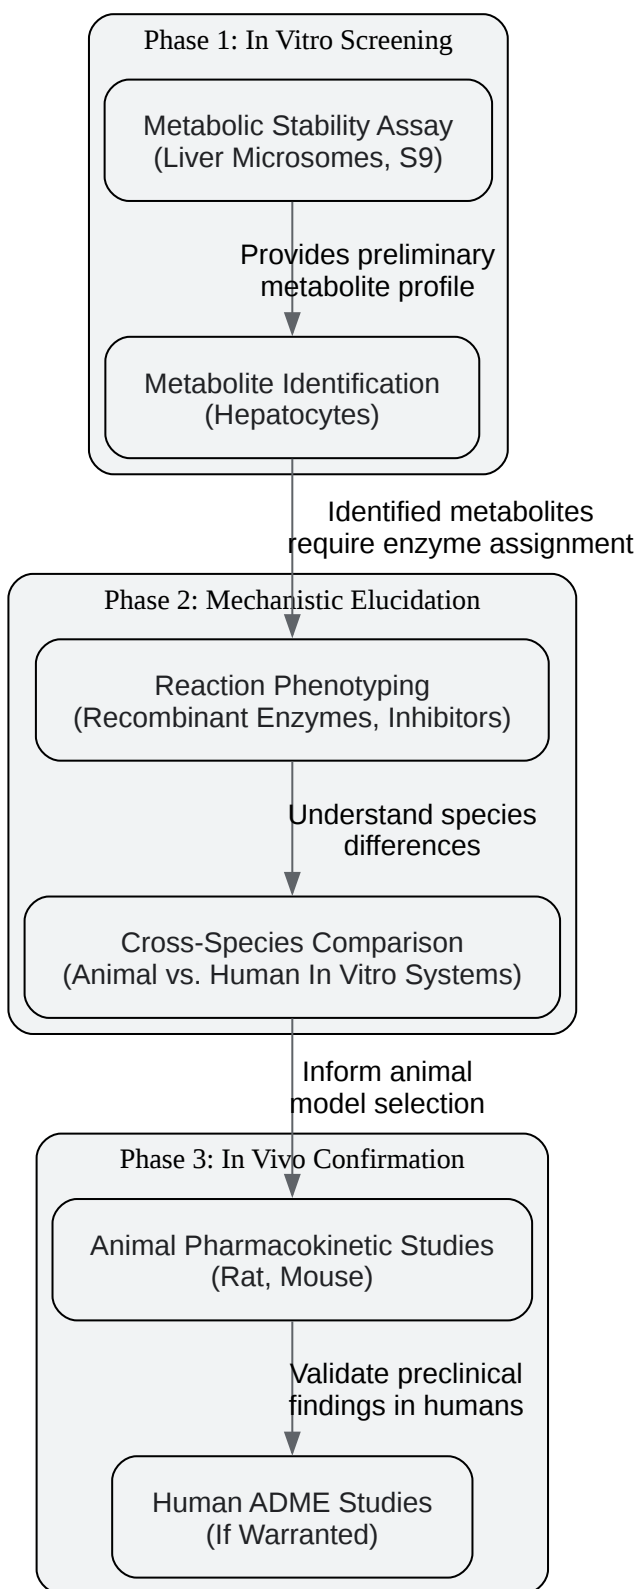 Phase 1: In Vitro Screening
Metabolic Stability Assay
(Liver Microsomes, S9)
Provides preliminary
metabolite profile
Metabolite Identification
(Hepatocytes)
Identified metabolites
require enzyme assignment
Phase 2: Mechanistic Elucidation
Reaction Phenotyping
(Recombinant Enzymes, Inhibitors)
Understand species
differences
Cross-Species Comparison
(Animal vs. Human In Vitro Systems)
Inform animal
model selection
Phase 3: In Vivo Confirmation
Animal Pharmacokinetic Studies
(Rat, Mouse)
Validate preclinical
findings in humans
Human ADME Studies
(If Warranted)